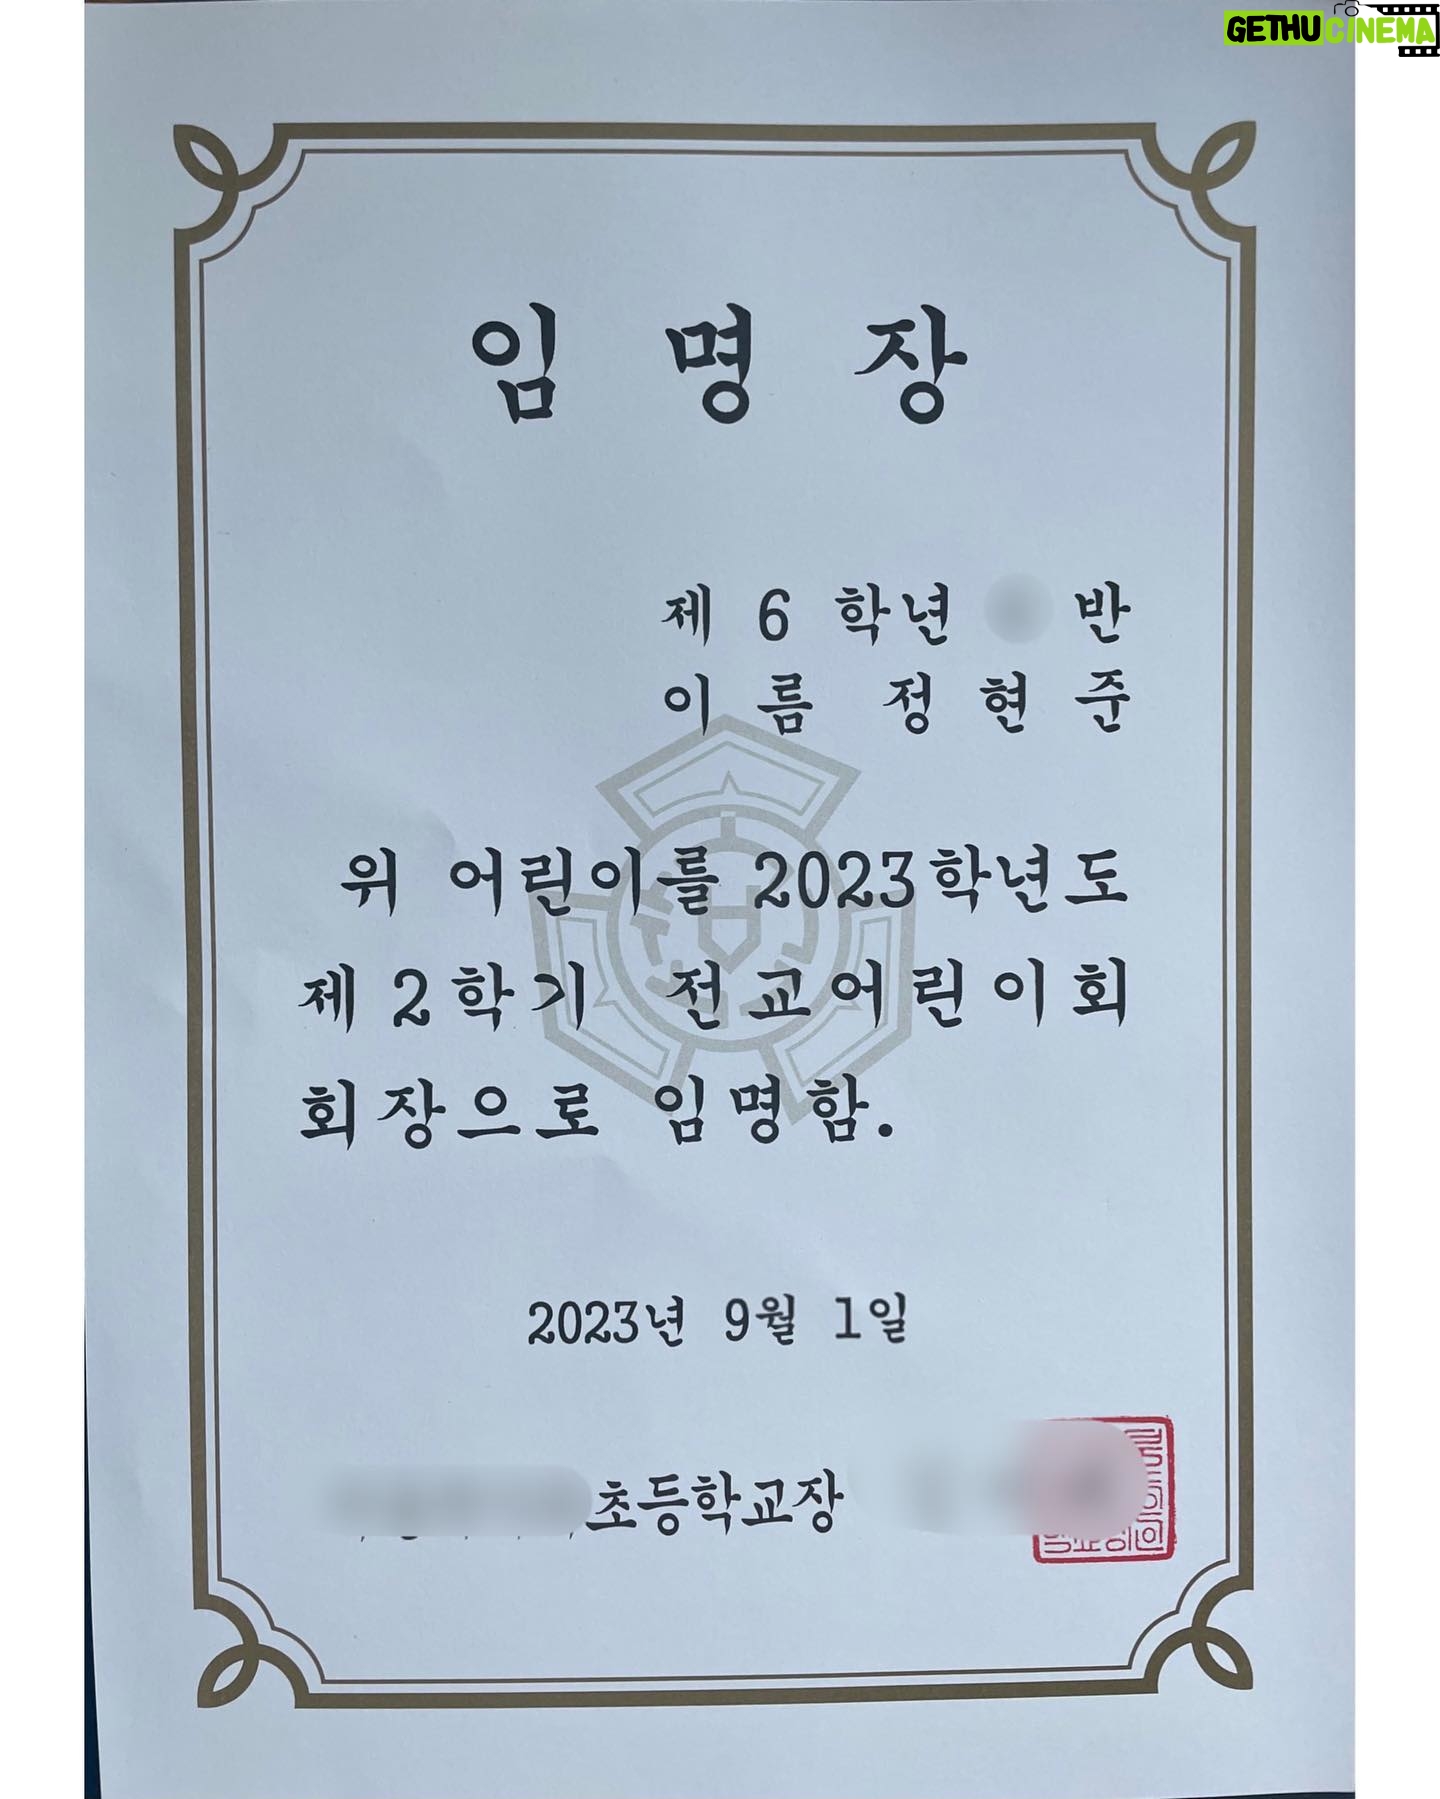 GETHUCINEMA
임 명 장
제 6 학년 반
이 름 정 현 준
위 어린이를 2023학년도
제2학기 전교어린이회
회장으로 임명함.
2023년 9월 1일
초등학교장